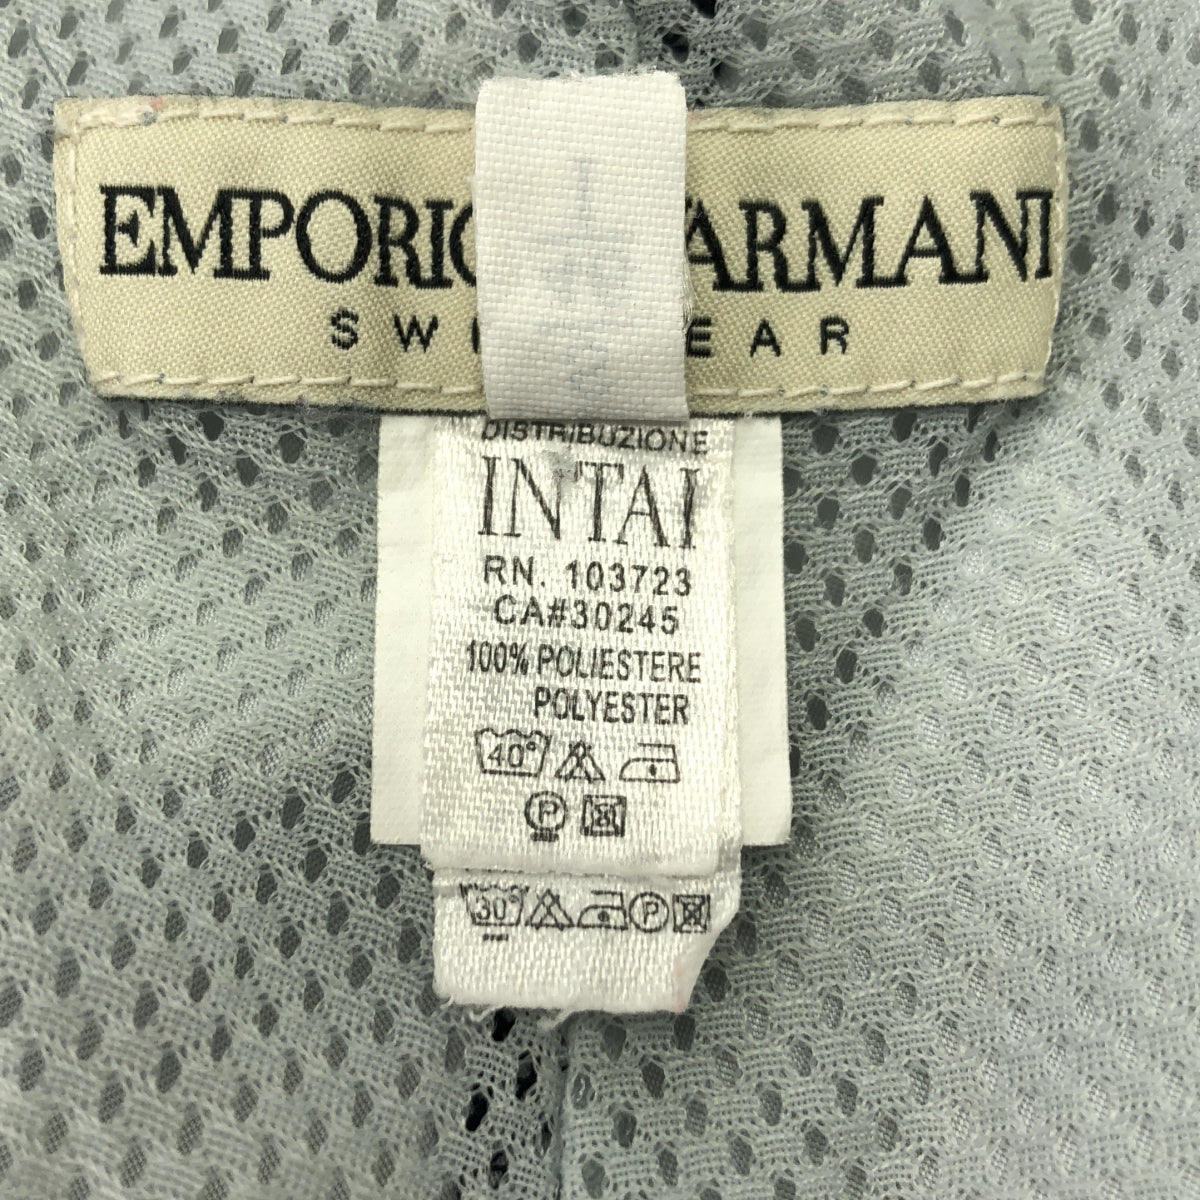 EMPORIO ARMANI
SWI EAR
DISTRIBUZIONE
INTAI
RN. 103723
CA#30245
100% POLIESTERE
POLYESTER
40°
P
30° P